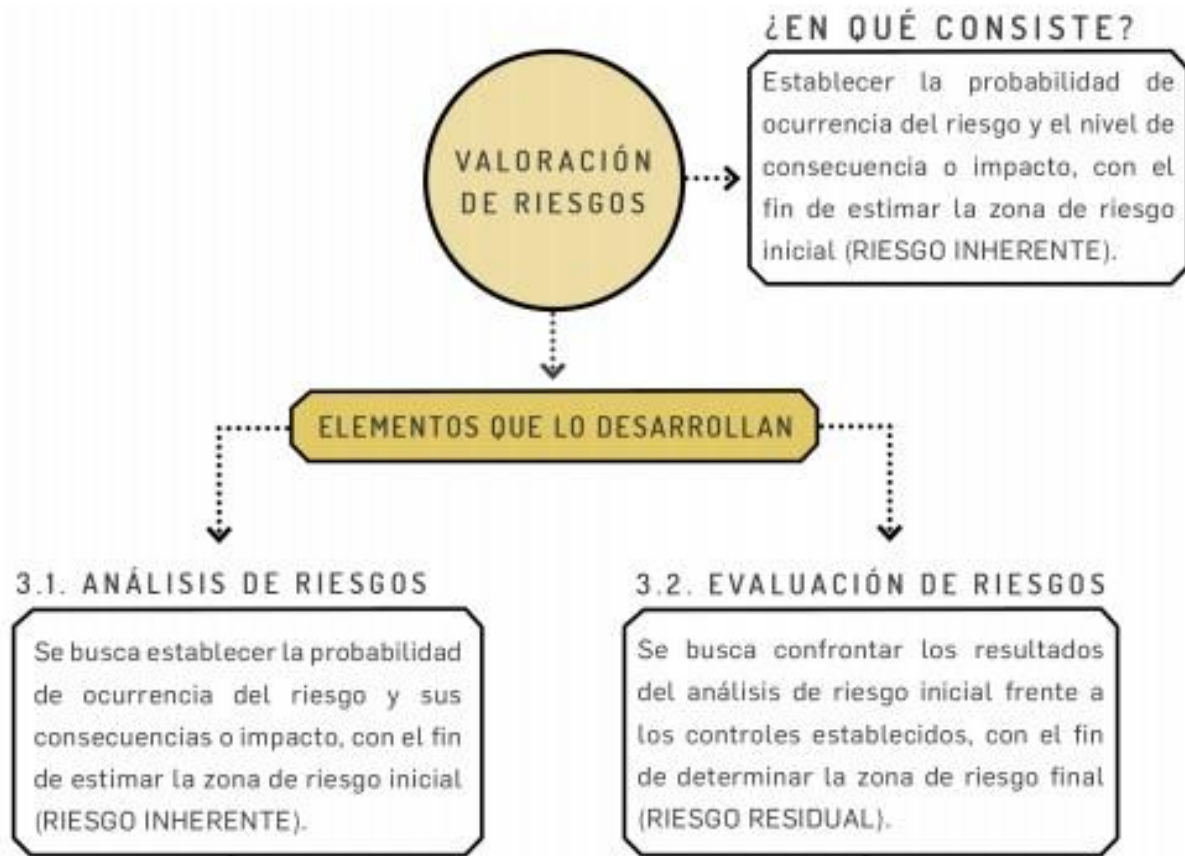 ¿EN QUÉ CONSISTE?
Establecer la probabilidad de
ocurrencia del riesgo y el nivel de
consecuencia o impacto, con el
fin de estimar la zona de riesgo
inicial (RIESGO INHERENTE).
VALORACIÓN
DE RIESGOS
ELEMENTOS QUE LO DESARROLLAN
3.1. ANÁLISIS DE RIESGOS
Se busca establecer la probabilidad
de ocurrencia del riesgo y sus
consecuencias o impacto, con el fin
de estimar la zona de riesgo inicial
(RIESGO INHERENTE).
3.2. EVALUACIÓN DE RIESGOS
Se busca confrontar los resultados
del análisis de riesgo inicial frente a
los controles establecidos, con el fin
de determinar la zona de riesgo final
(RIESGO RESIDUAL).